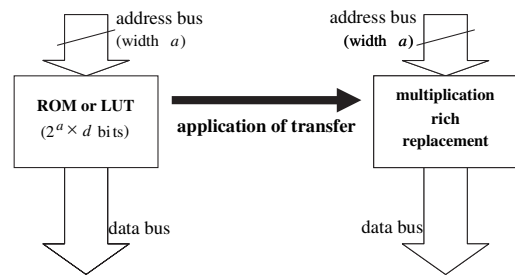 address bus
(width a)
ROM or LUT
(2^a × d bits)
data bus
application of transfer
address bus
(width a)
multiplication
rich
replacement
data bus